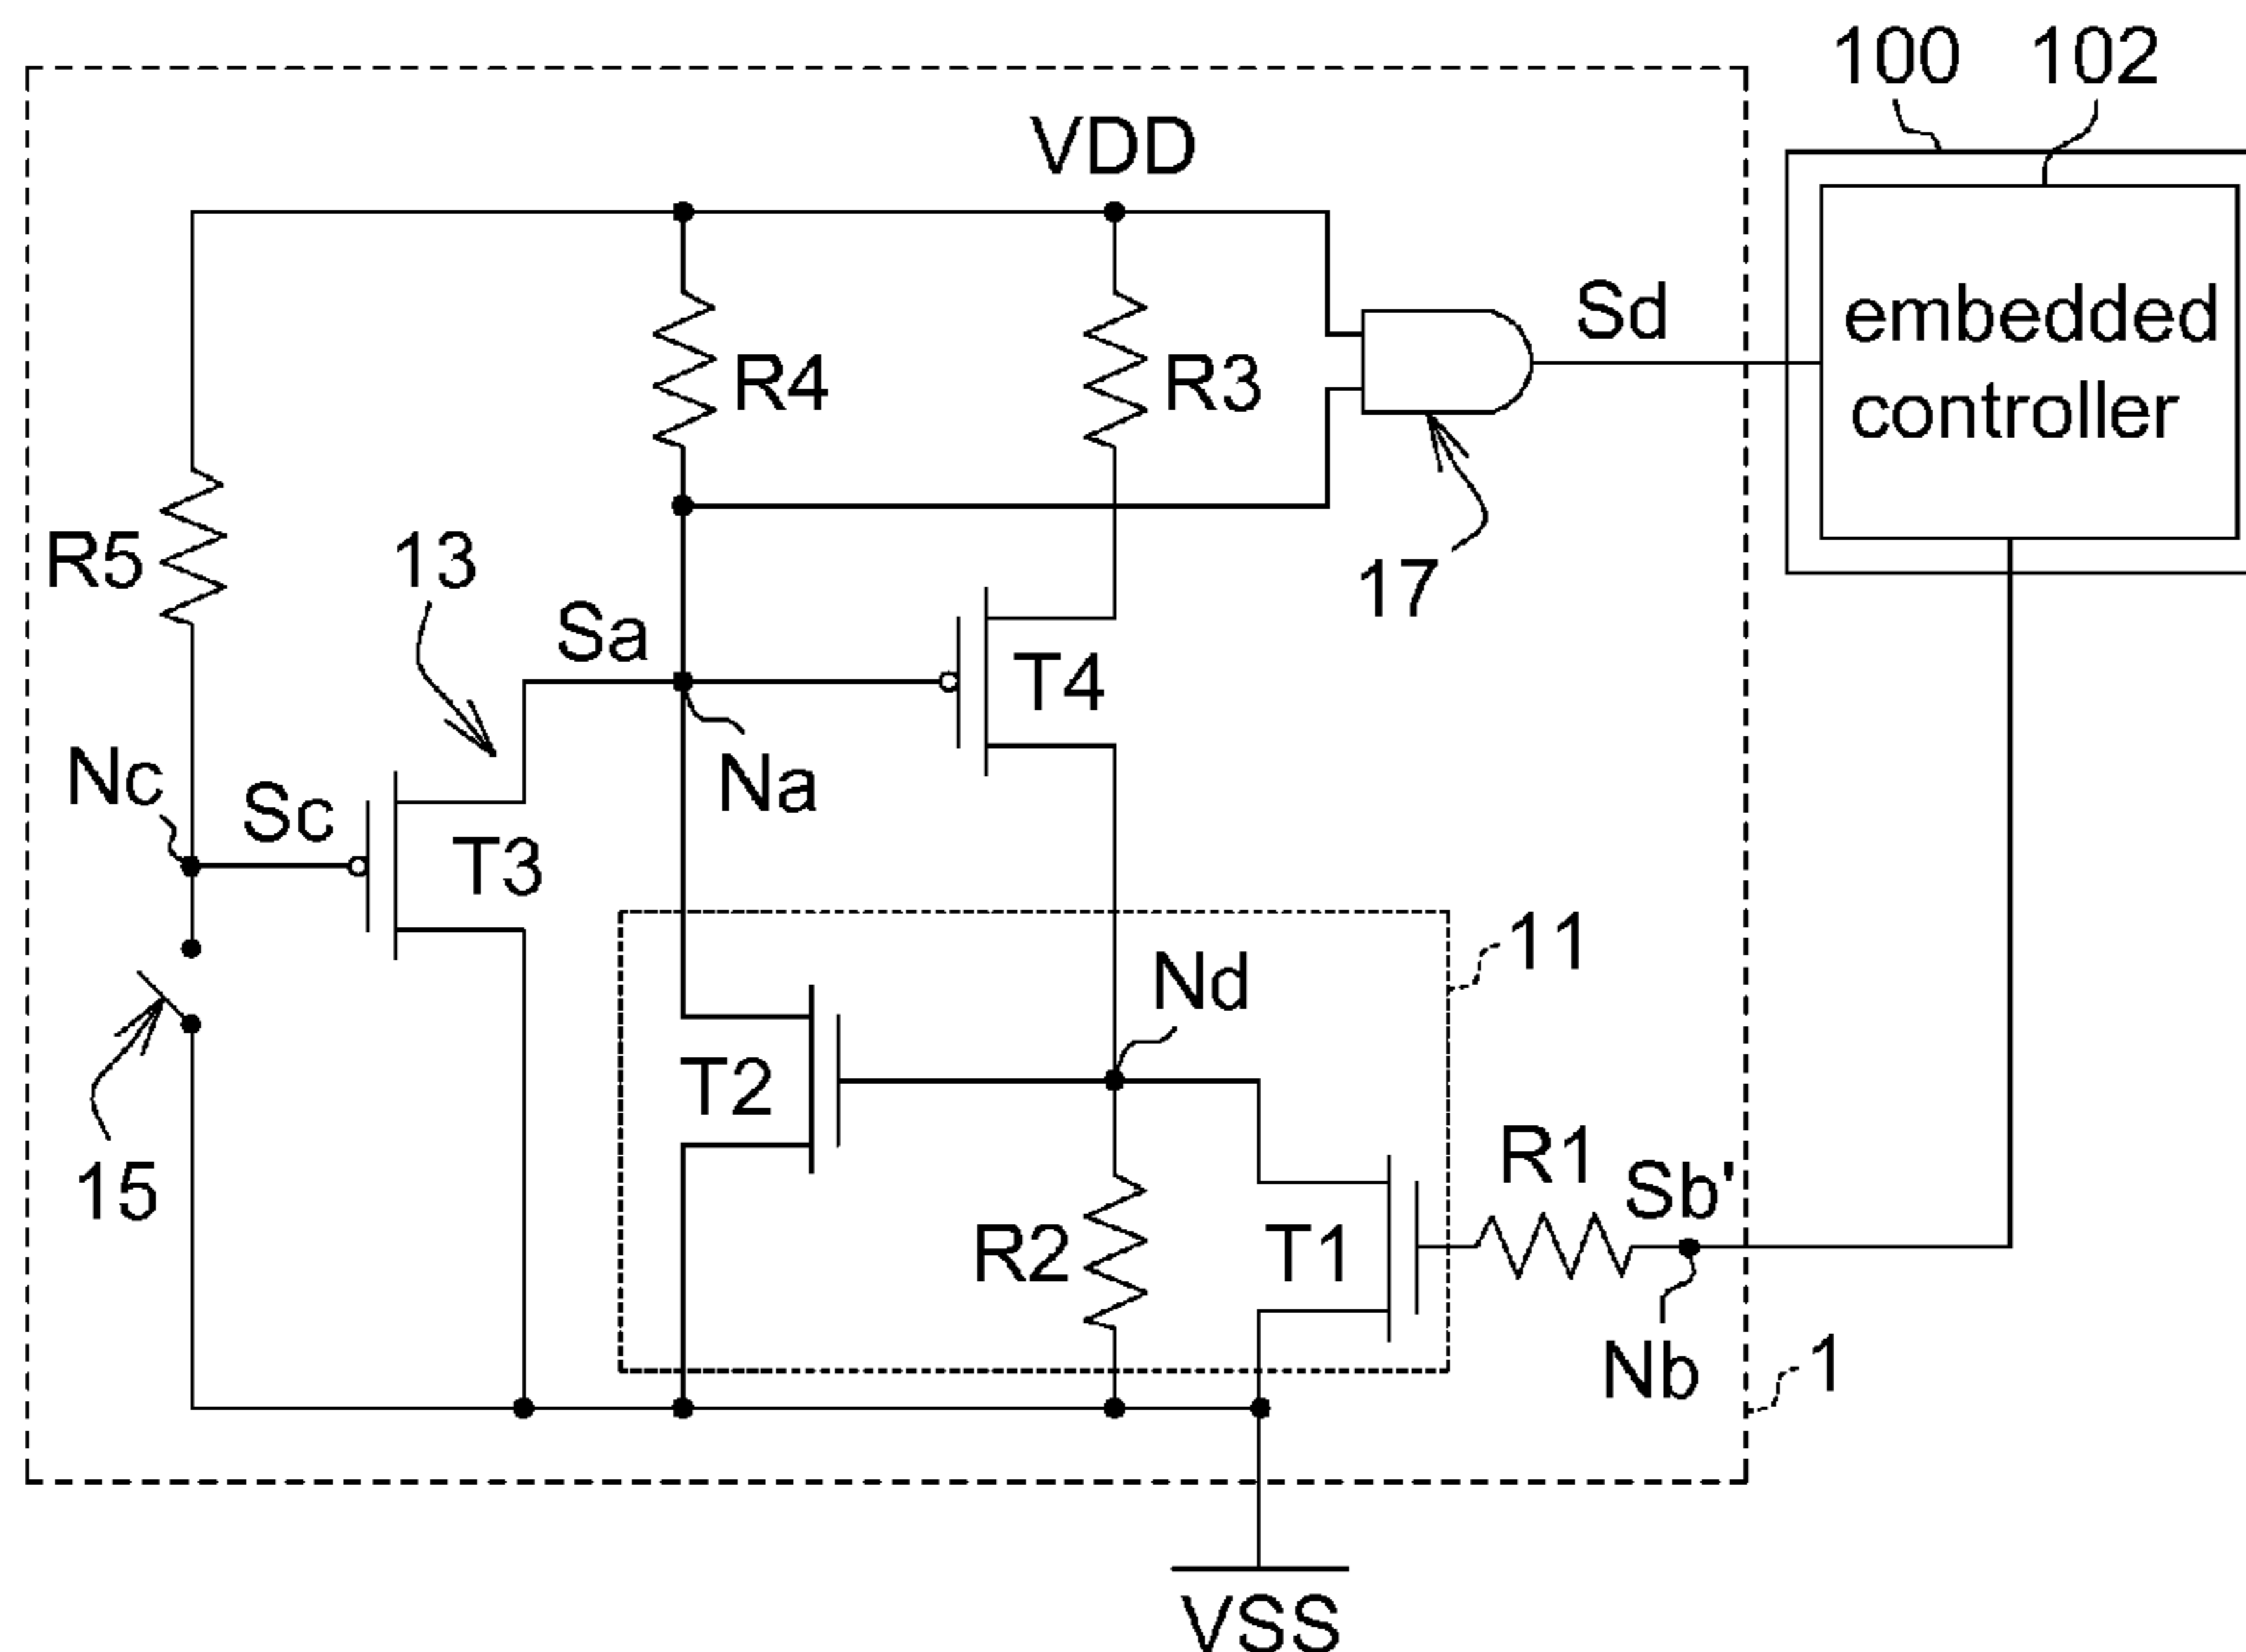 100
102
VDD
Sd
embedded
controller
R4
R3
R5
13
17
Sa
T4
Nc
Sc
Na
T3
11
Nd
T2
15
R1
Sb'
R2
T1
Nb
1
VSS